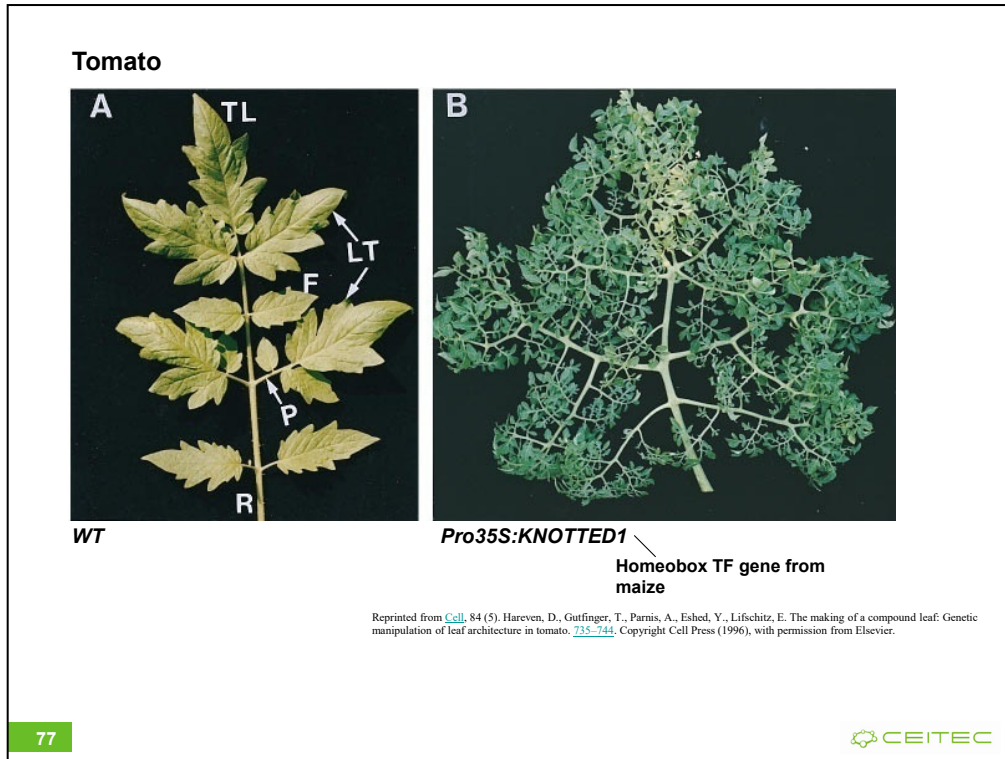 Tomato
A
TL
LT
F
P
R
B
WT
Pro35S:KNOTTED1
Homeobox TF gene from
maize
Reprinted from Cell, 84 (5). Hareven, D., Gutfinger, T., Parnis, A., Eshed, Y., Lifschitz, E. The making of a compound leaf: Genetic
manipulation of leaf architecture in tomato. 735–744. Copyright Cell Press (1996), with permission from Elsevier.
77
CEITEC